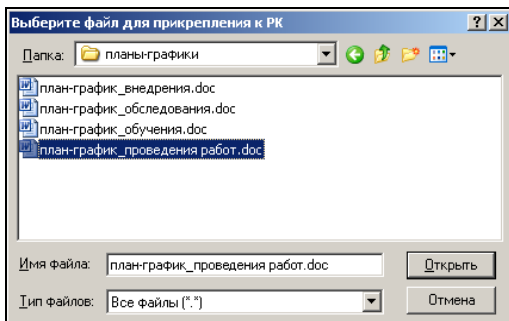 Выберите файл для прикрепления к РК
Папка: планы-графики
план-график_внедрения.doc
план-график_обследования.doc
план-график_обучения.doc
план-график_проведения работ.doc
Имя файла: план-график_проведения работ.doc Открыть
Тип файлов: Все файлы (*.*) Отмена